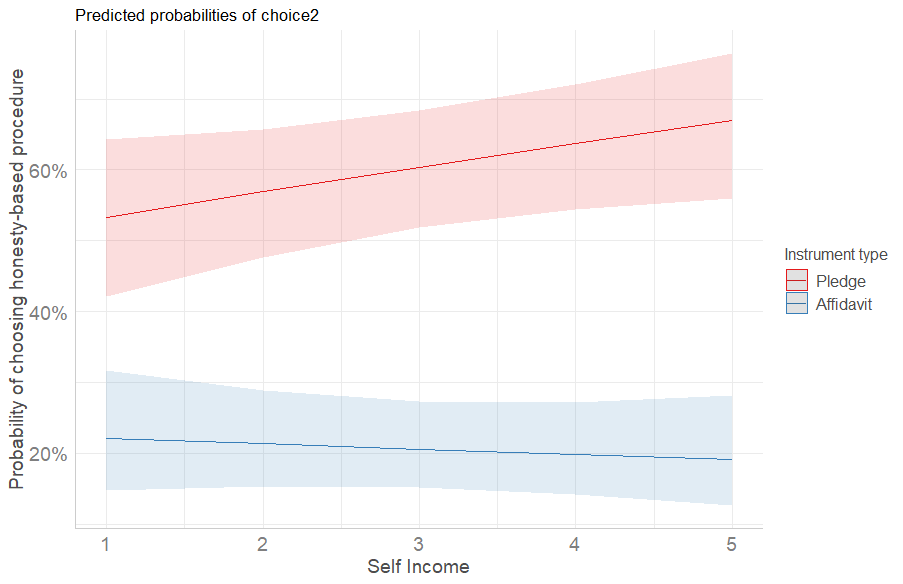 Predicted probabilities of choice2
Probability of choosing honesty-based procedure
60%
40%
20%
1 2 3 4 5
Self Income
Instrument type
Pledge
Affidavit